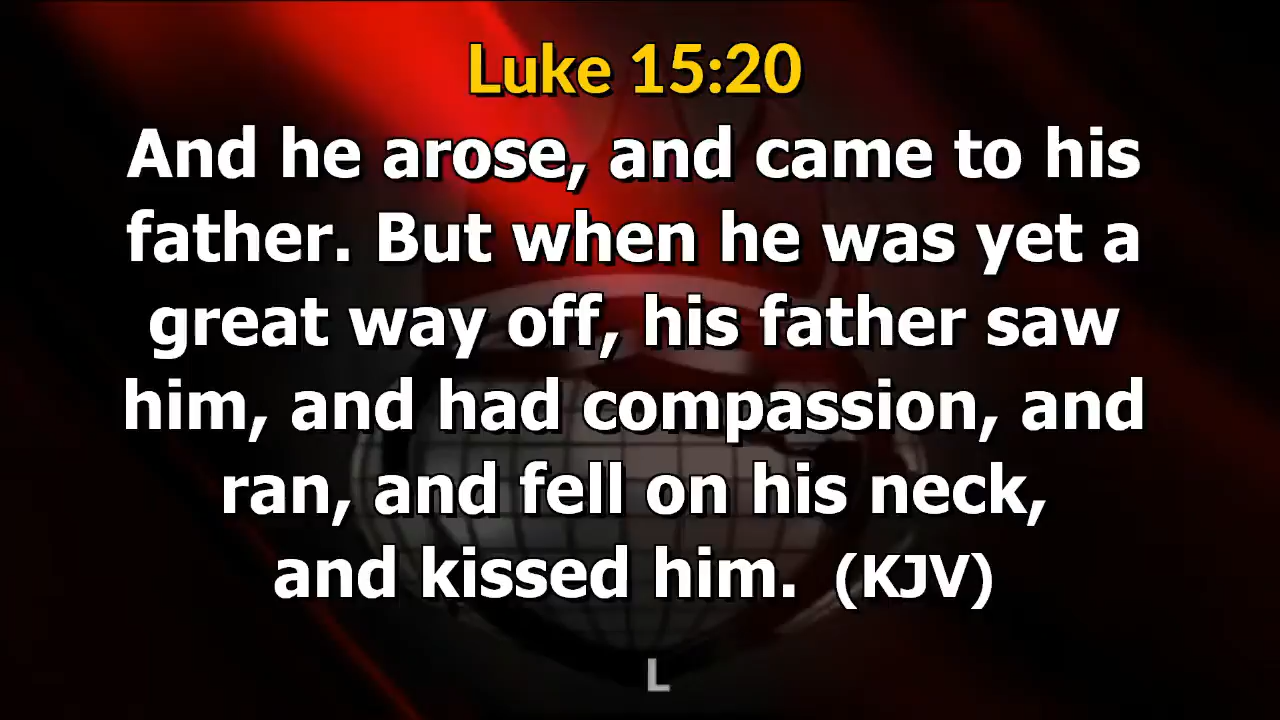 Luke 15:20
And he arose, and came to his
father. But when he was yet a
great way off, his father saw
him, and had compassion, and
ran, and fell on his neck,
and kissed him. (KJV)
L